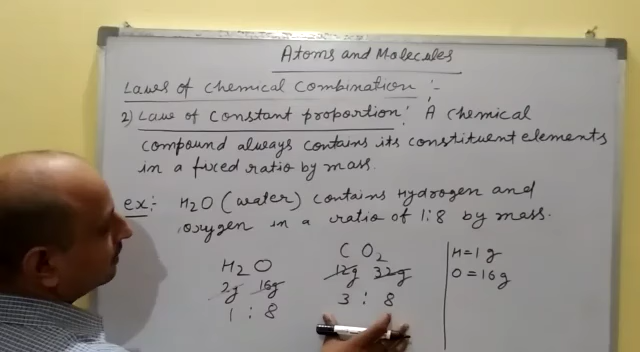 Atoms and Molecules
Laws of Chemical Combination :-
2) Law of Constant proportion: A chemical
compound always contains its constituent elements
in a fixed ratio by mass.
ex:- H2O (water) contains Hydrogen and
oxygen in a ratio of 1:8 by mass.
H2O
2g 16g
1 : 8
CO2
12g 32g
3 : 8
H=1g
O=16g